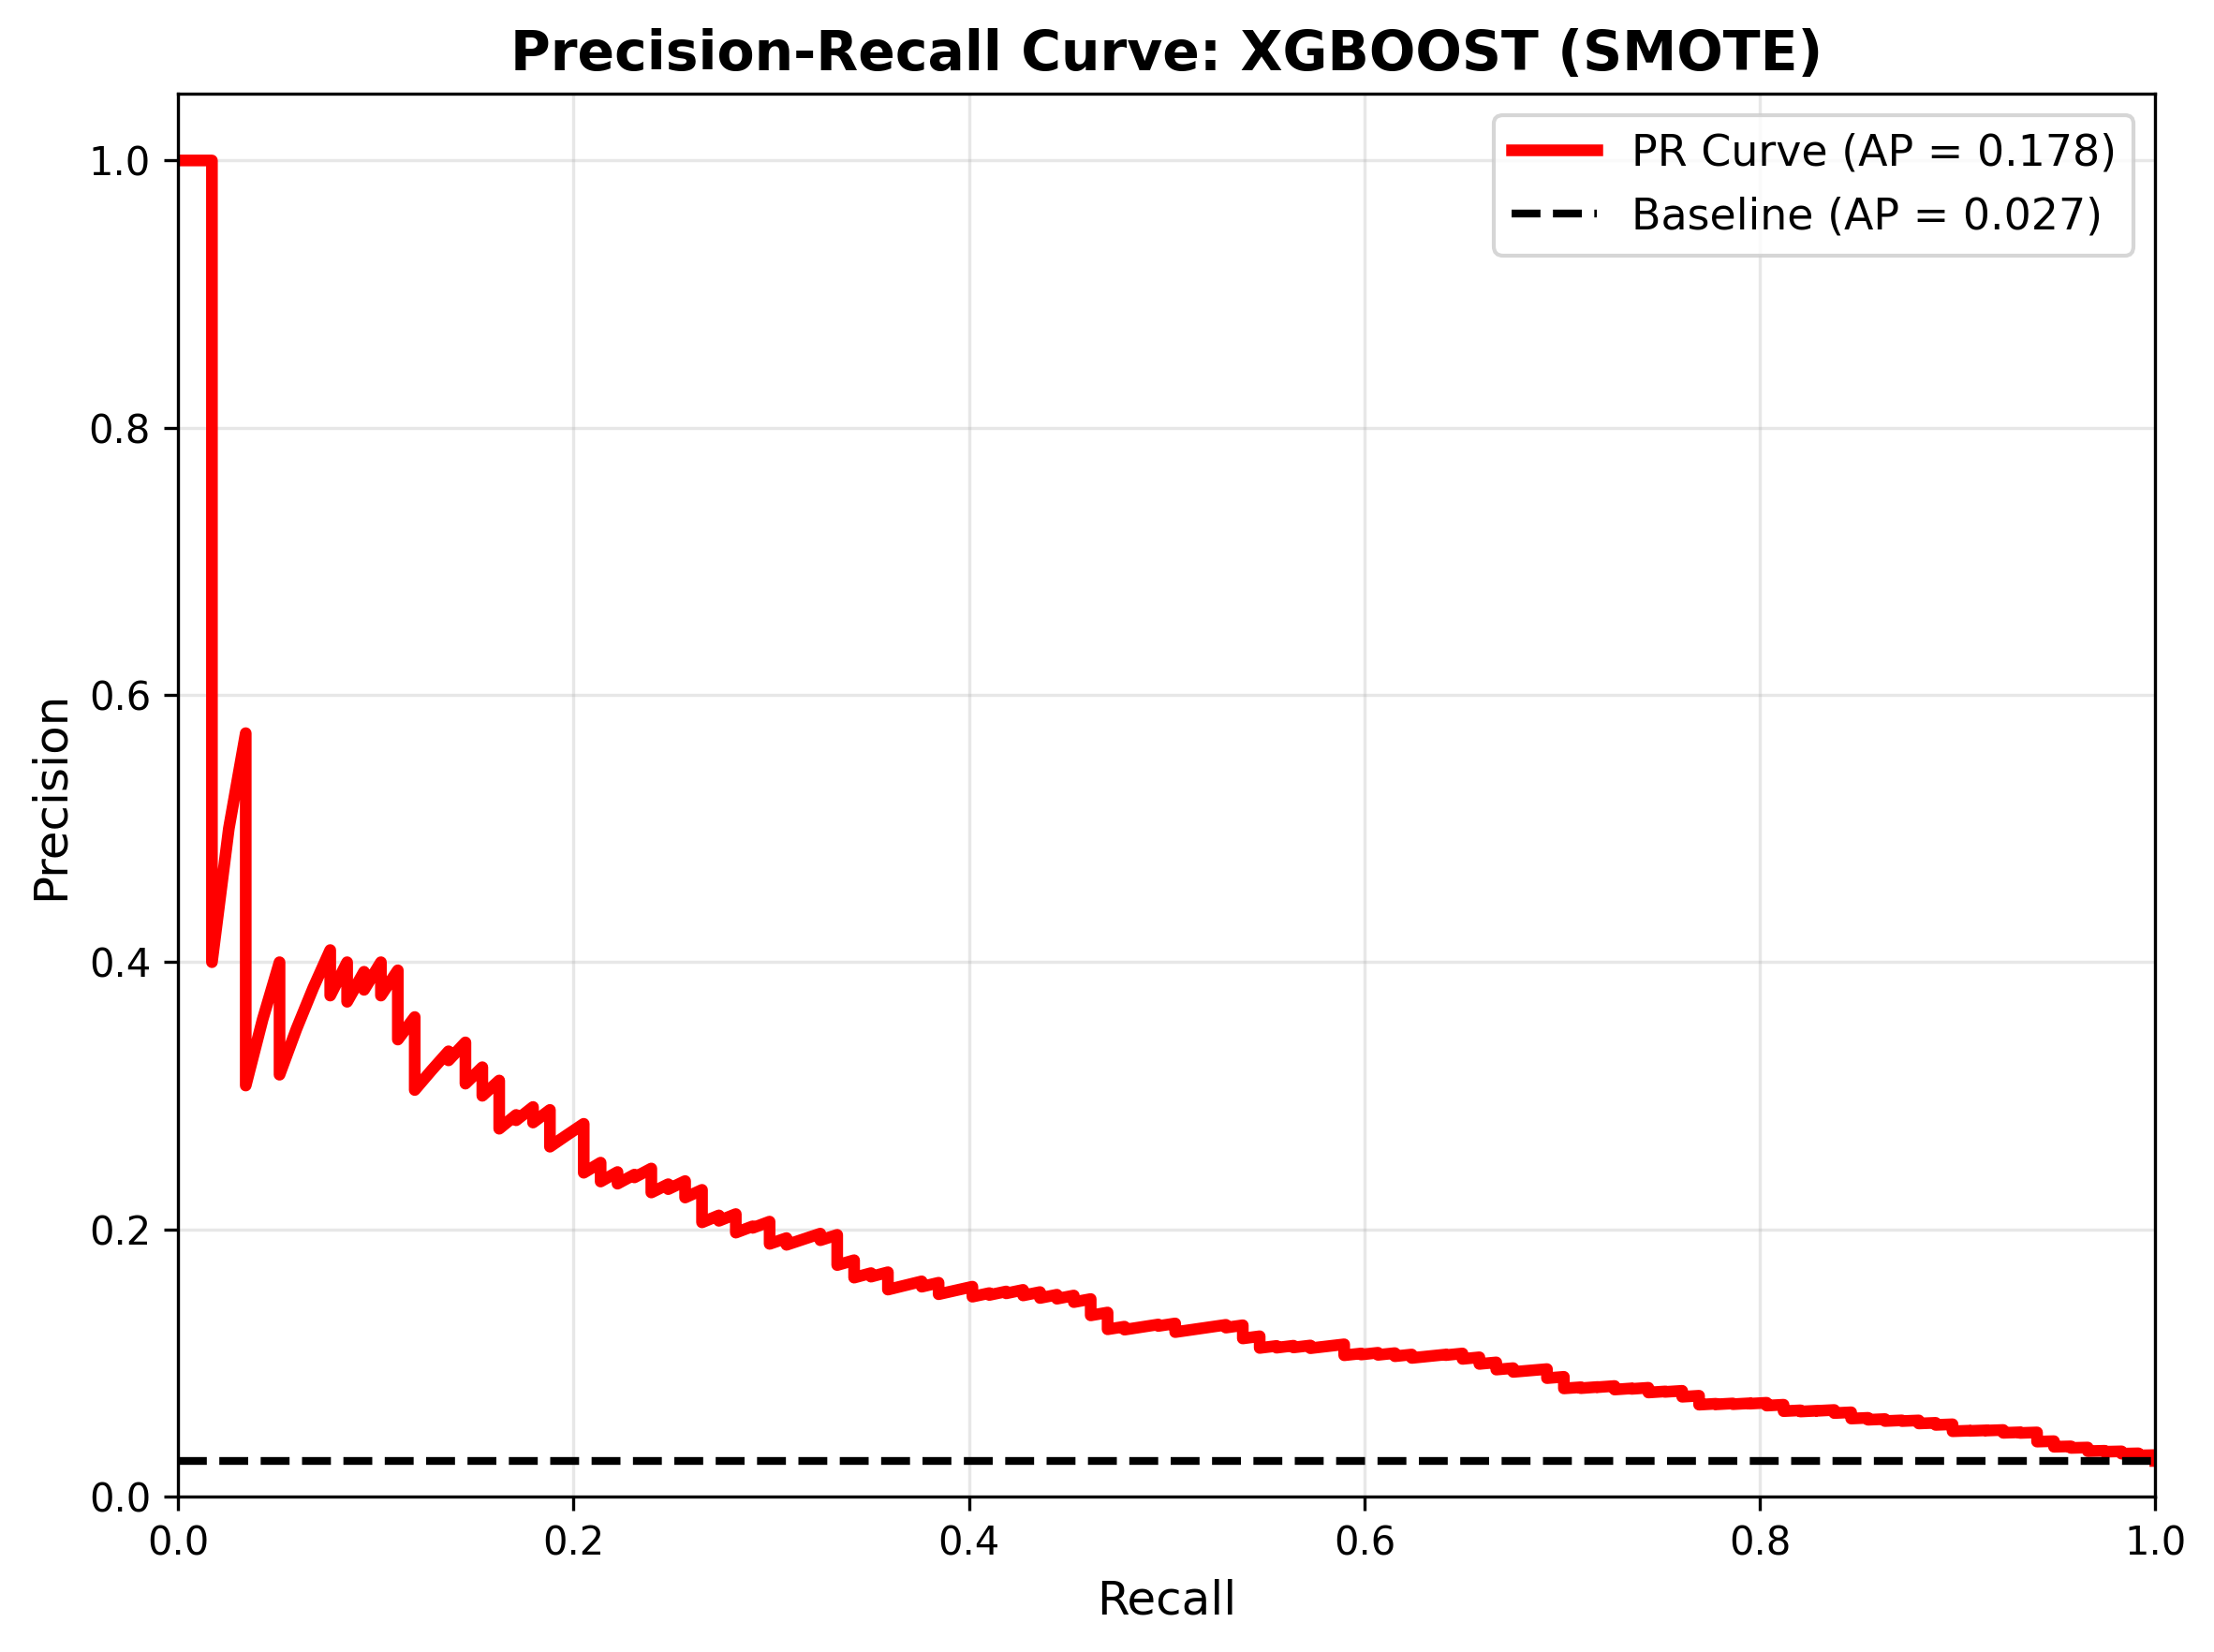 Precision-Recall Curve: XGBOOST (SMOTE)
PR Curve (AP = 0.178)
Baseline (AP = 0.027)
Precision
1.0
0.8
0.6
0.4
0.2
0.0
0.0 0.2 0.4 0.6 0.8 1.0
Recall